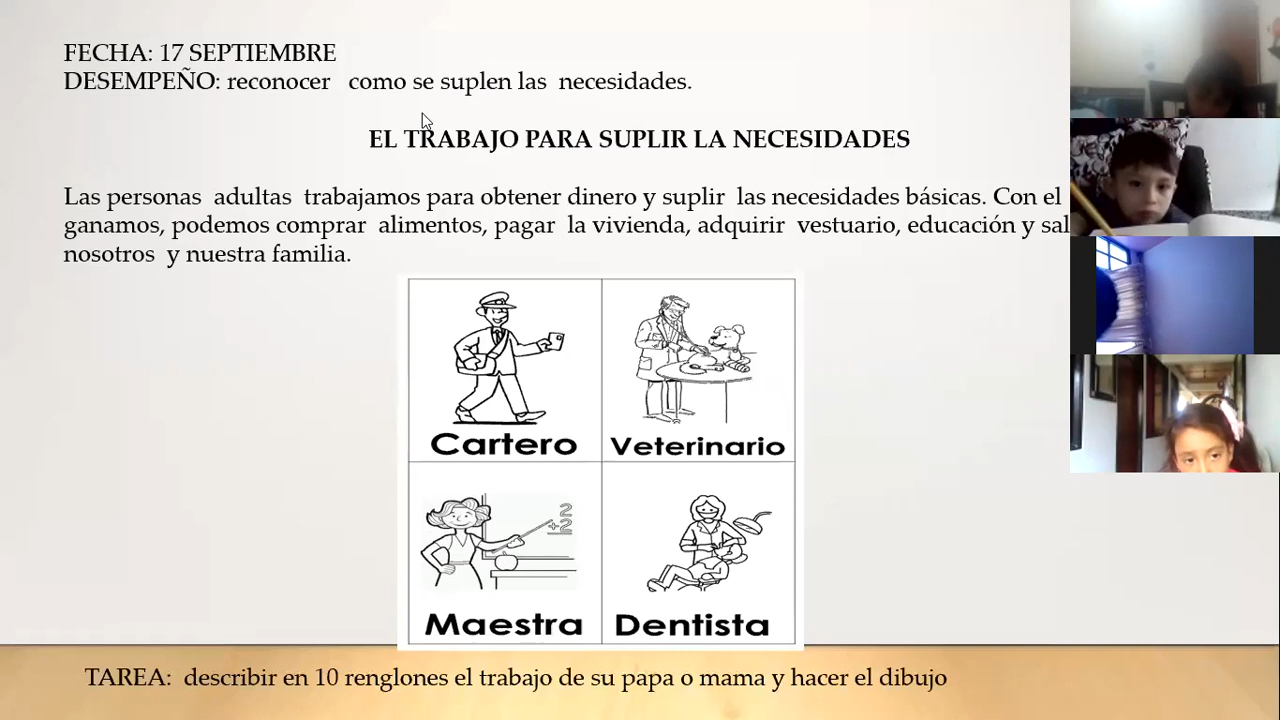 FECHA: 17 SEPTIEMBRE
DESEMPEÑO: reconocer como se suplen las necesidades.
EL TRABAJO PARA SUPLIR LA NECESIDADES
Las personas adultas trabajamos para obtener dinero y suplir las necesidades básicas. Con el
ganamos, podemos comprar alimentos, pagar la vivienda, adquirir vestuario, educación y
nosotros y nuestra familia.
Cartero
Veterinario
2
+2
Maestra
Dentista
TAREA: describir en 10 renglones el trabajo de su papa o mama y hacer el dibujo